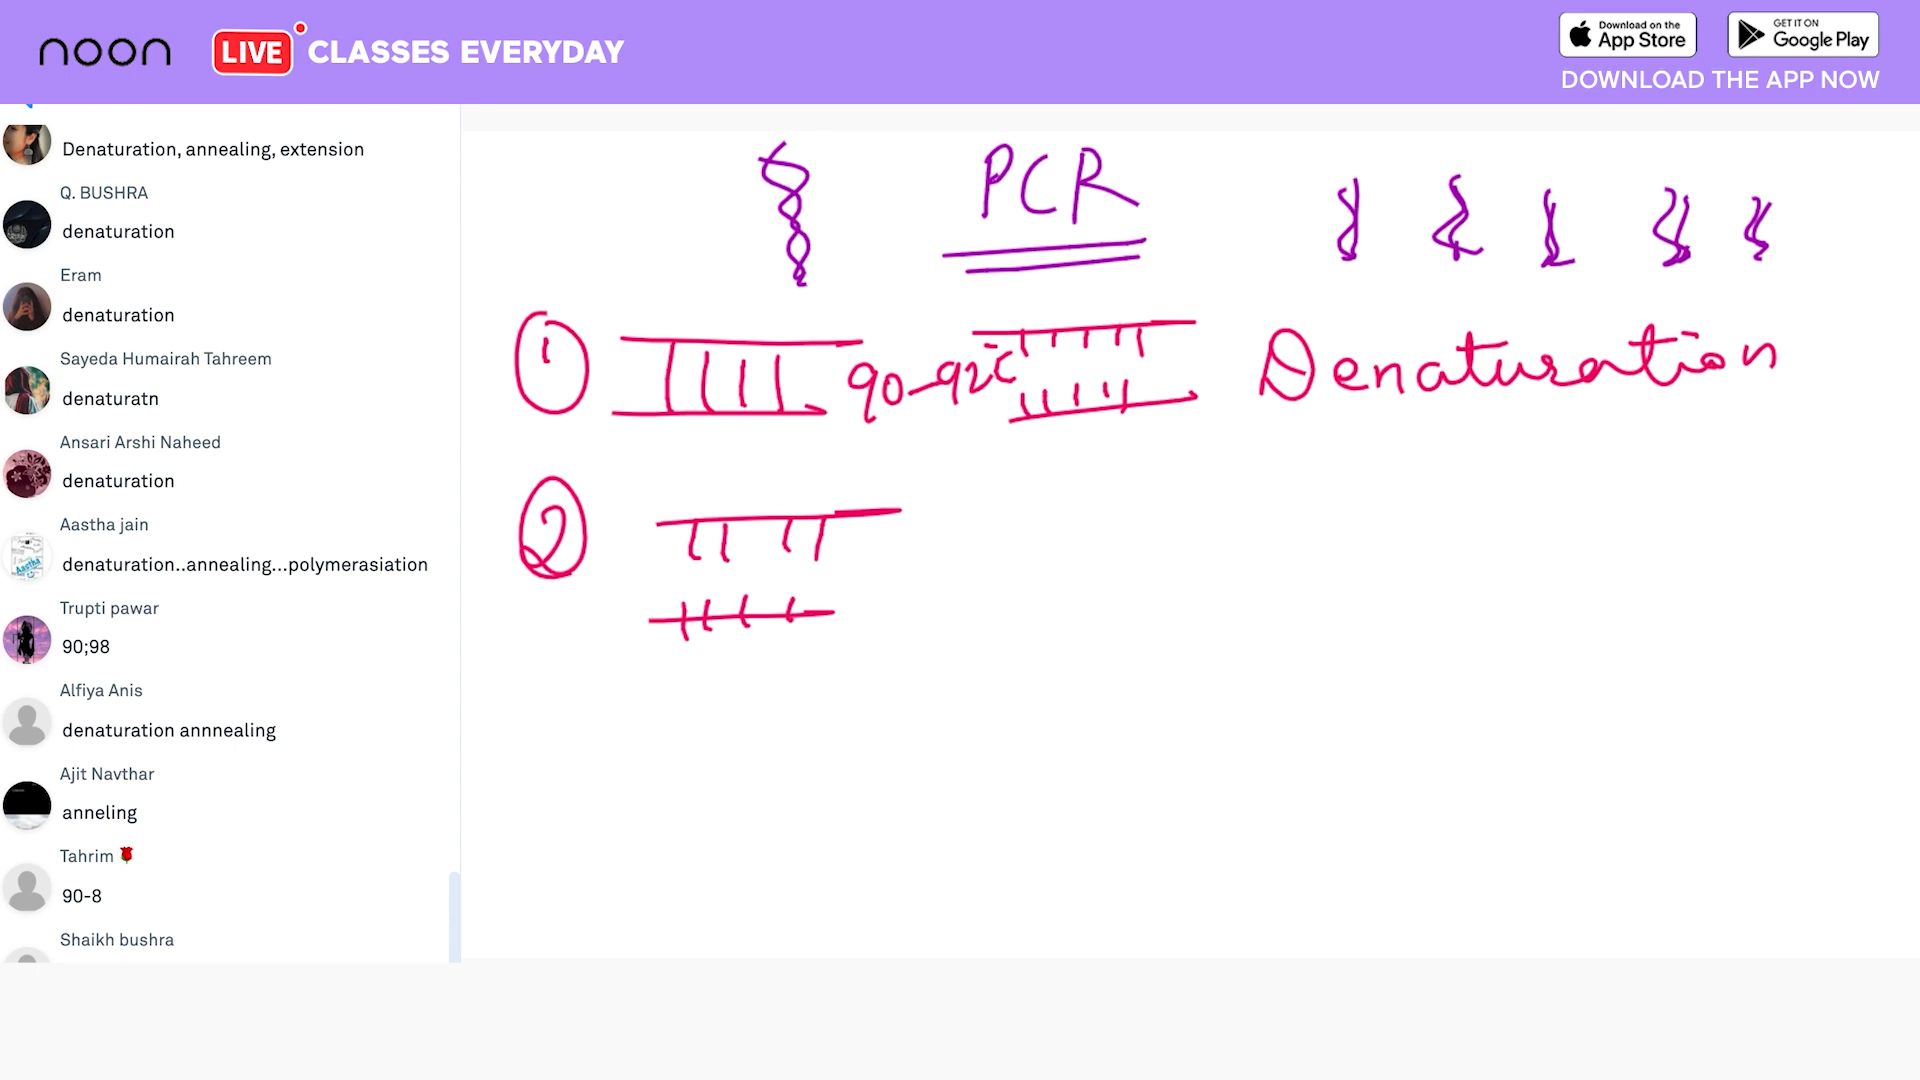 noon LIVE CLASSES EVERYDAY
Download on the App Store
GET IT ON Google Play
DOWNLOAD THE APP NOW
Denaturation, annealing, extension
Q. BUSHRA
denaturation
Eram
denaturation
Sayeda Humairah Tahreem
denaturatn
Ansari Arshi Naheed
denaturation
Aastha jain
denaturation..annealing...polymerasiation
Trupti pawar
90;98
Alfiya Anis
denaturation annnealing
Ajit Navthar
anneling
Tahrim 🌹
90-8
Shaikh bushra
PCR
1 90-92°C Denaturation
2